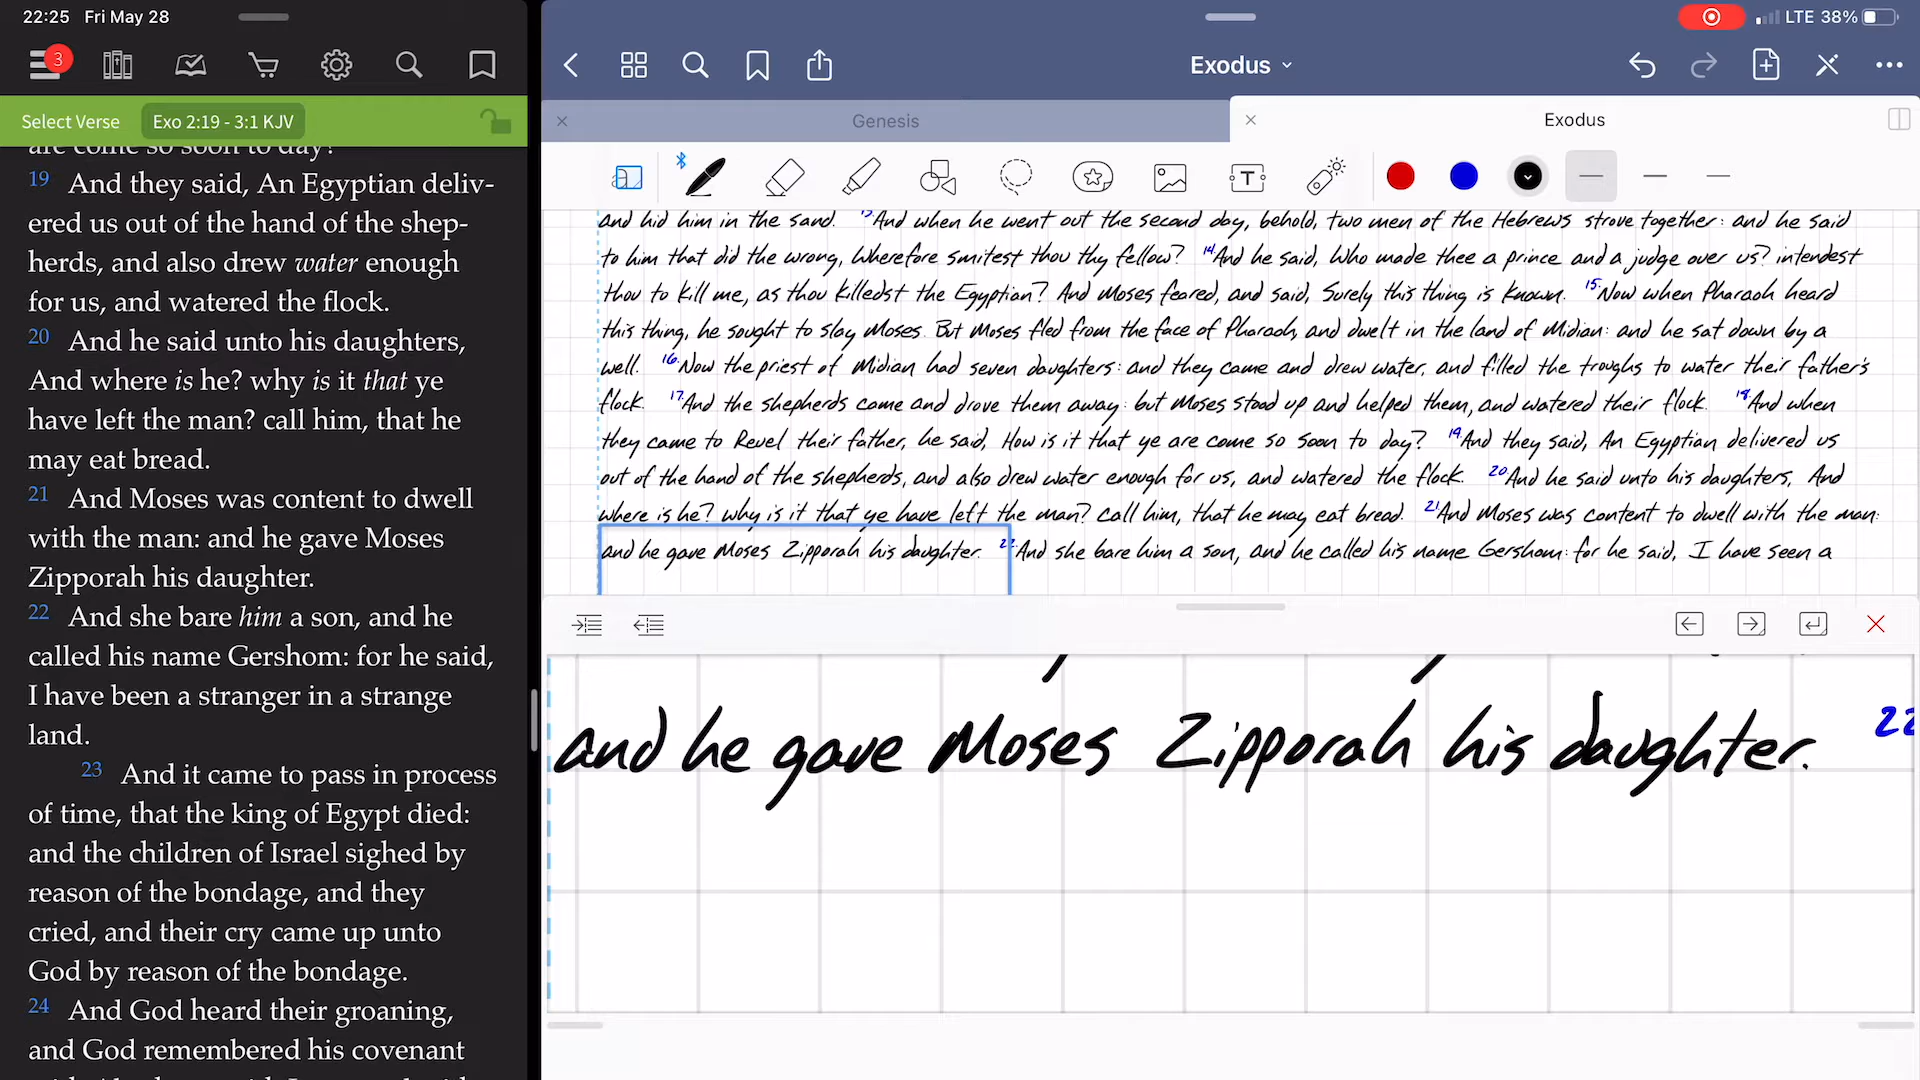 22:25 Fri May 28
LTE 38%
3
Select Verse Exo 2:19 - 3:1 KJV
are come so soon to day?
19 And they said, An Egyptian deliv-
ered us out of the hand of the shep-
herds, and also drew water enough
for us, and watered the flock.
20 And he said unto his daughters,
And where is he? why is it that ye
have left the man? call him, that he
may eat bread.
21 And Moses was content to dwell
with the man: and he gave Moses
Zipporah his daughter.
22 And she bare him a son, and he
called his name Gershom: for he said,
I have been a stranger in a strange
land.
23 And it came to pass in process
of time, that the king of Egypt died:
and the children of Israel sighed by
reason of the bondage, and they
cried, and their cry came up unto
God by reason of the bondage.
24 And God heard their groaning,
and God remembered his covenant
Exodus
Genesis
Exodus
T
and hid him in the sand. 13. And when he went out the second day, behold, two men of the Hebrews strove together: and he said
to him that did the wrong, Wherefore smitest thou thy fellow? 14. And he said, Who made thee a prince and a judge over us? intendest
thou to kill me, as thou killedst the Egyptian? And Moses feared, and said, Surely this thing is known. 15. Now when Pharaoh heard
this thing, he sought to slay Moses. But Moses fled from the face of Pharaoh, and dwelt in the land of Midian: and he sat down by a
well. 16. Now the priest of Midian had seven daughters: and they came and drew water, and filled the troughs to water their father's
flock. 17. And the shepherds came and drove them away: but Moses stood up and helped them, and watered their flock. 18. And when
they came to Reuel their father, he said, How is it that ye are come so soon to day? 19. And they said, An Egyptian delivered us
out of the hand of the shepherds, and also drew water enough for us, and watered the flock. 20. And he said unto his daughters, And
where is he? why is it that ye have left the man? call him, that he may eat bread. 21. And Moses was content to dwell with the man:
and he gave Moses Zipporah his daughter. 22. And she bare him a son, and he called his name Gershom: for he said, I have seen a
and he gave Moses Zipporah his daughter. 22